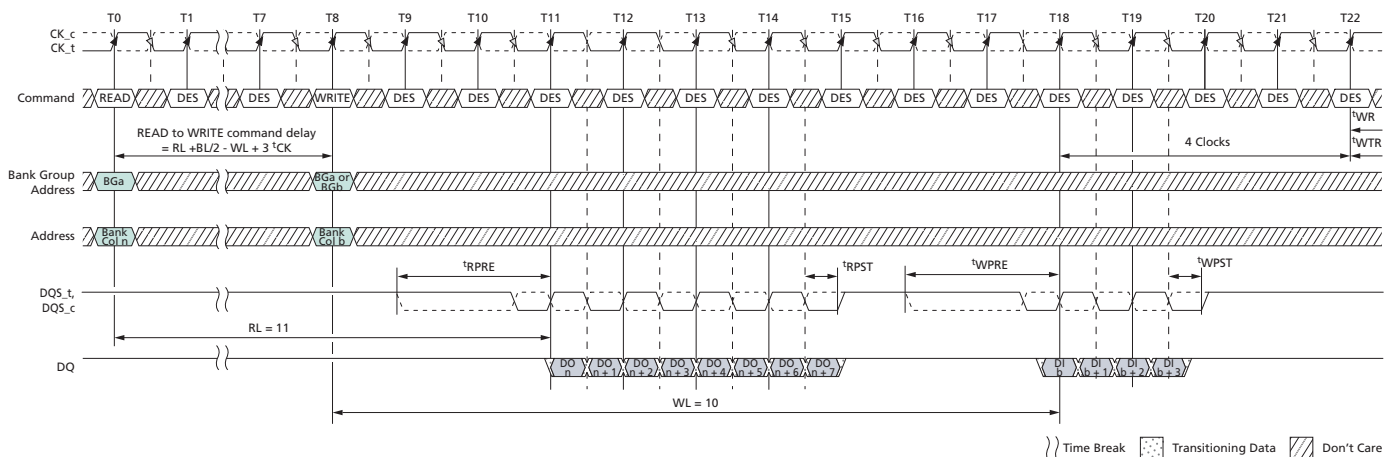 T0 T1 T7 T8 T9 T10 T11 T12 T13 T14 T15 T16 T17 T18 T19 T20 T21 T22
CK_c
CK_t
Command READ DES DES WRITE DES DES DES DES DES DES DES DES DES DES DES DES DES DES
tWR
READ to WRITE command delay
= RL +BL/2 - WL + 3 tCK
4 Clocks
tWTR
Bank Group
Address
BGa
BGa or
BGb
Address
Bank
Col n
Bank
Col b
tRPRE tRPST tWPRE tWPST
DQS_t,
DQS_c
RL = 11
DQ
DO
n
DO
n + 1
DO
n + 2
DO
n + 3
DO
n + 4
DO
n + 5
DO
n + 6
DO
n + 7
DI
b
DI
b + 1
DI
b + 2
DI
b + 3
WL = 10
Time Break Transitioning Data Don't Care